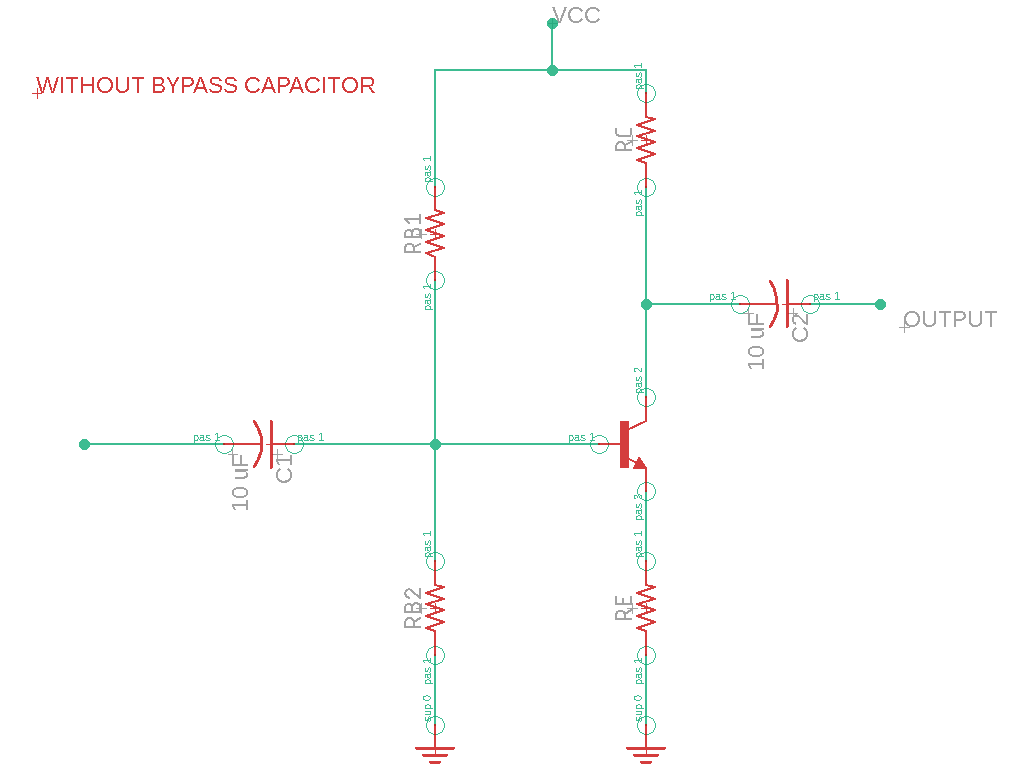 VCC
WITHOUT BYPASS CAPACITOR
pas 1
RC
pas 1
pas 1
RB1
pas 1
pas 1
pas 1
10 uF
C2
OUTPUT
pas 2
pas 1
pas 1
10 uF
C1
pas 1
pas 3
pas 1
pas 1
RB2
RE
pas 1
pas 1
sup 0
sup 0